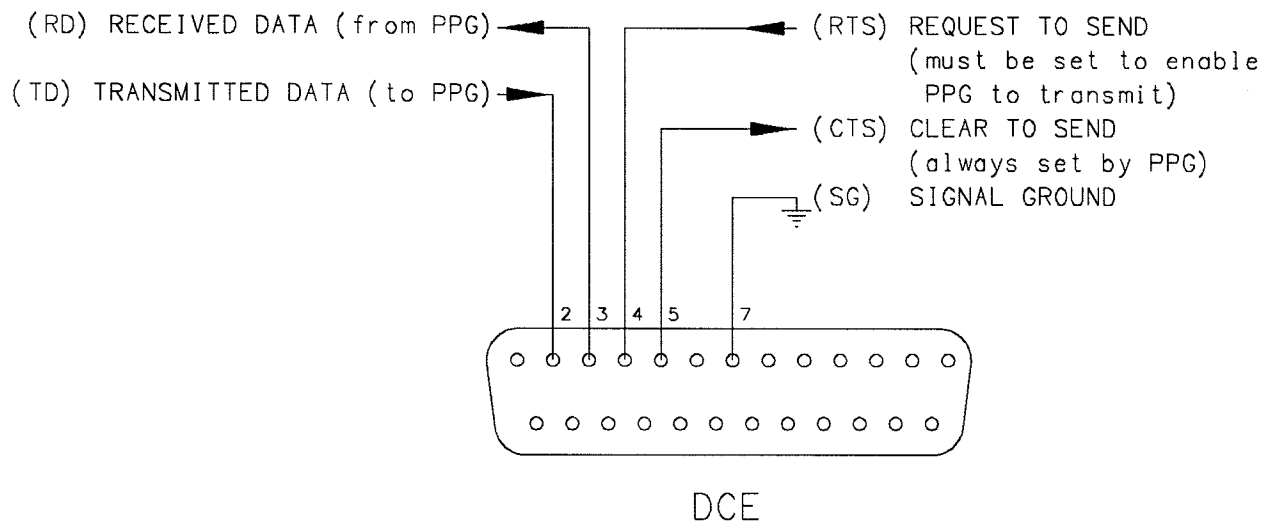 (RD) RECEIVED DATA (from PPG)
(TD) TRANSMITTED DATA (to PPG)
(RTS) REQUEST TO SEND
(must be set to enable
PPG to transmit)
(CTS) CLEAR TO SEND
(always set by PPG)
(SG) SIGNAL GROUND
2 3 4 5 7
DCE